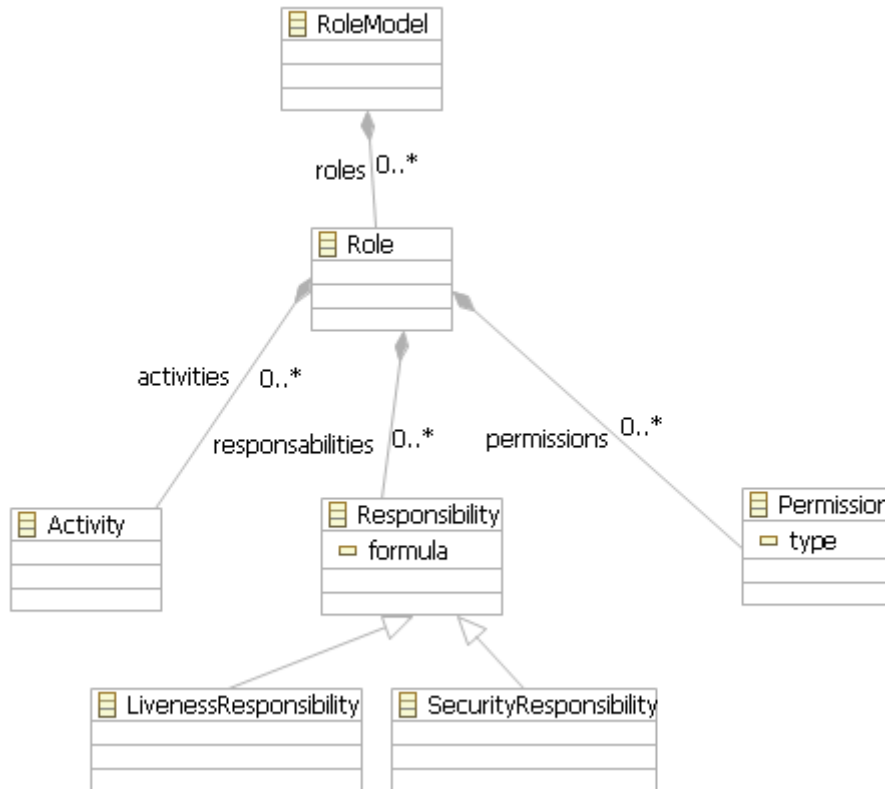 RoleModel
roles 0..*
Role
activities 0..*
responsabilities 0..*
permissions 0..*
Activity
Responsibility
formula
Permission
type
LivenessResponsibility
SecurityResponsibility